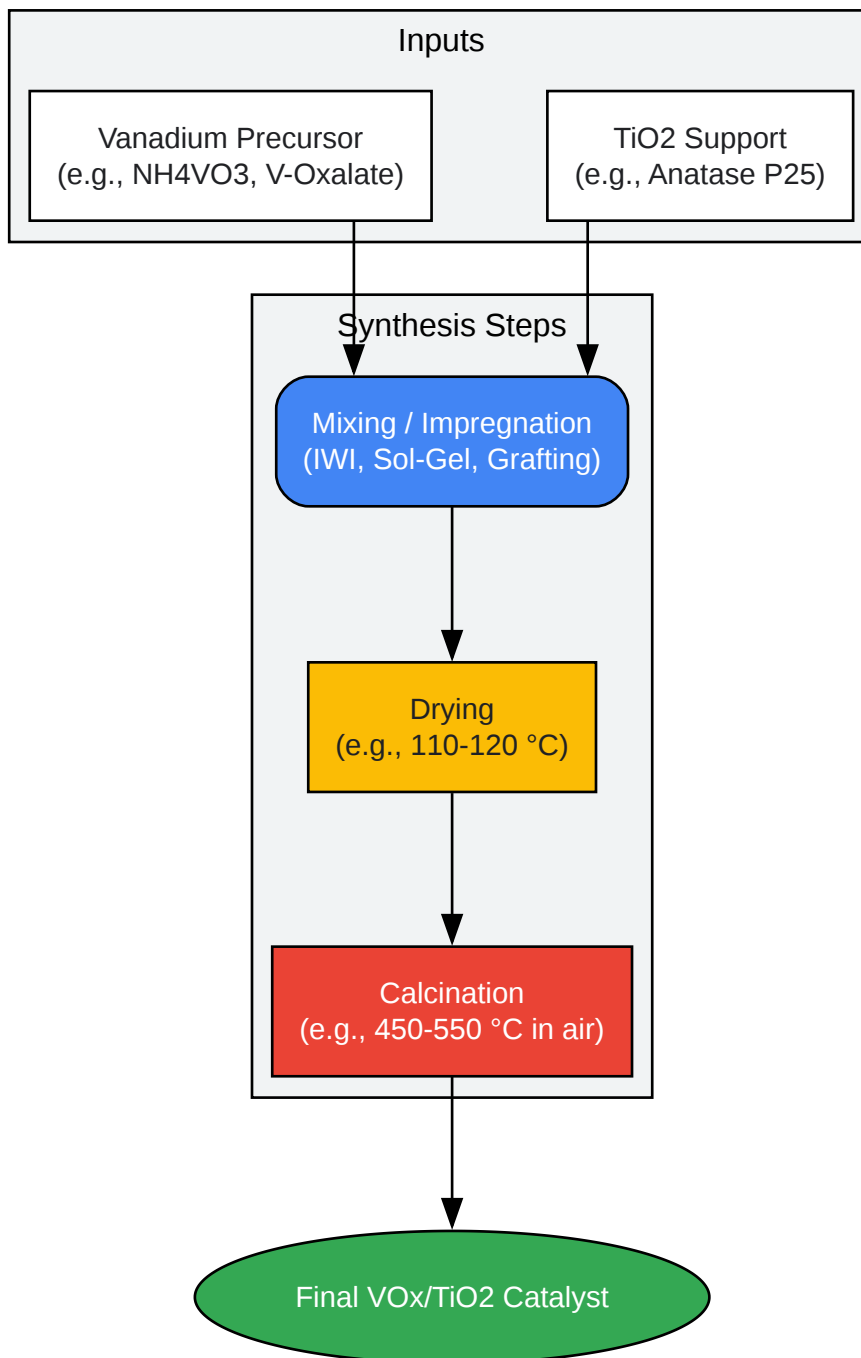 Inputs
Vanadium Precursor
(e.g., NH4VO3, V-Oxalate)
TiO2 Support
(e.g., Anatase P25)
Synthesis Steps
Mixing / Impregnation
(IWI, Sol-Gel, Grafting)
Drying
(e.g., 110-120 °C)
Calcination
(e.g., 450-550 °C in air)
Final VOx/TiO2 Catalyst